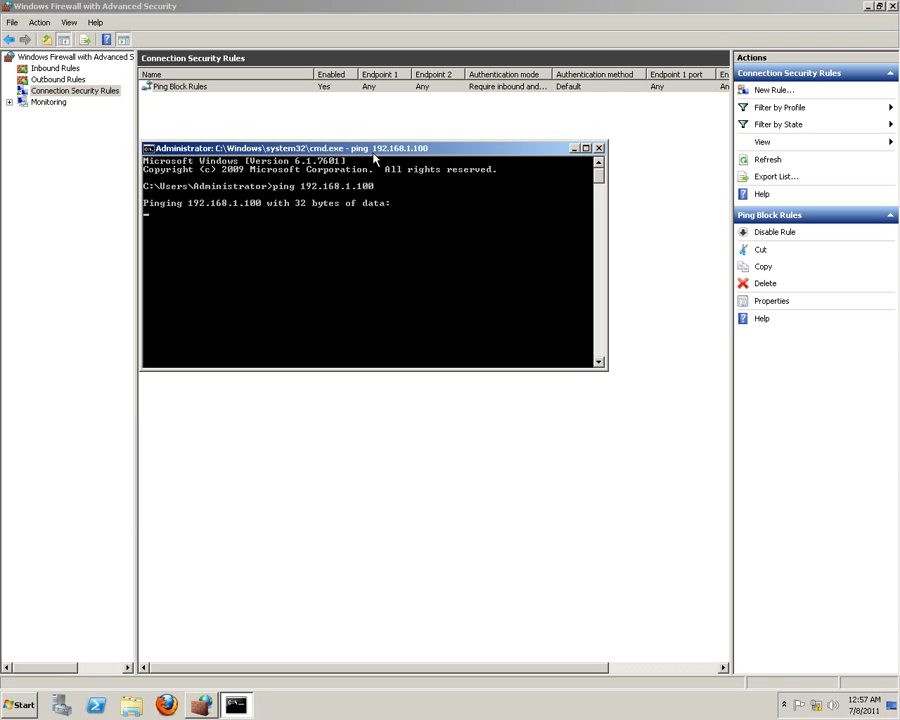 Windows Firewall with Advanced Security
File Action View Help
Windows Firewall with Advanced S
Inbound Rules
Outbound Rules
Connection Security Rules
Monitoring
Connection Security Rules
Name Enabled Endpoint 1 Endpoint 2 Authentication mode Authentication method Endpoint 1 port En
Ping Block Rules Yes Any Any Require inbound and... Default Any An
Administrator: C:\Windows\system32\cmd.exe - ping 192.168.1.100
Microsoft Windows [Version 6.1.7601]
Copyright (c) 2009 Microsoft Corporation. All rights reserved.
C:\Users\Administrator>ping 192.168.1.100
Pinging 192.168.1.100 with 32 bytes of data:
Actions
Connection Security Rules
New Rule...
Filter by Profile
Filter by State
View
Refresh
Export List...
Help
Ping Block Rules
Disable Rule
Cut
Copy
Delete
Properties
Help
Start
12:57 AM
7/8/2011